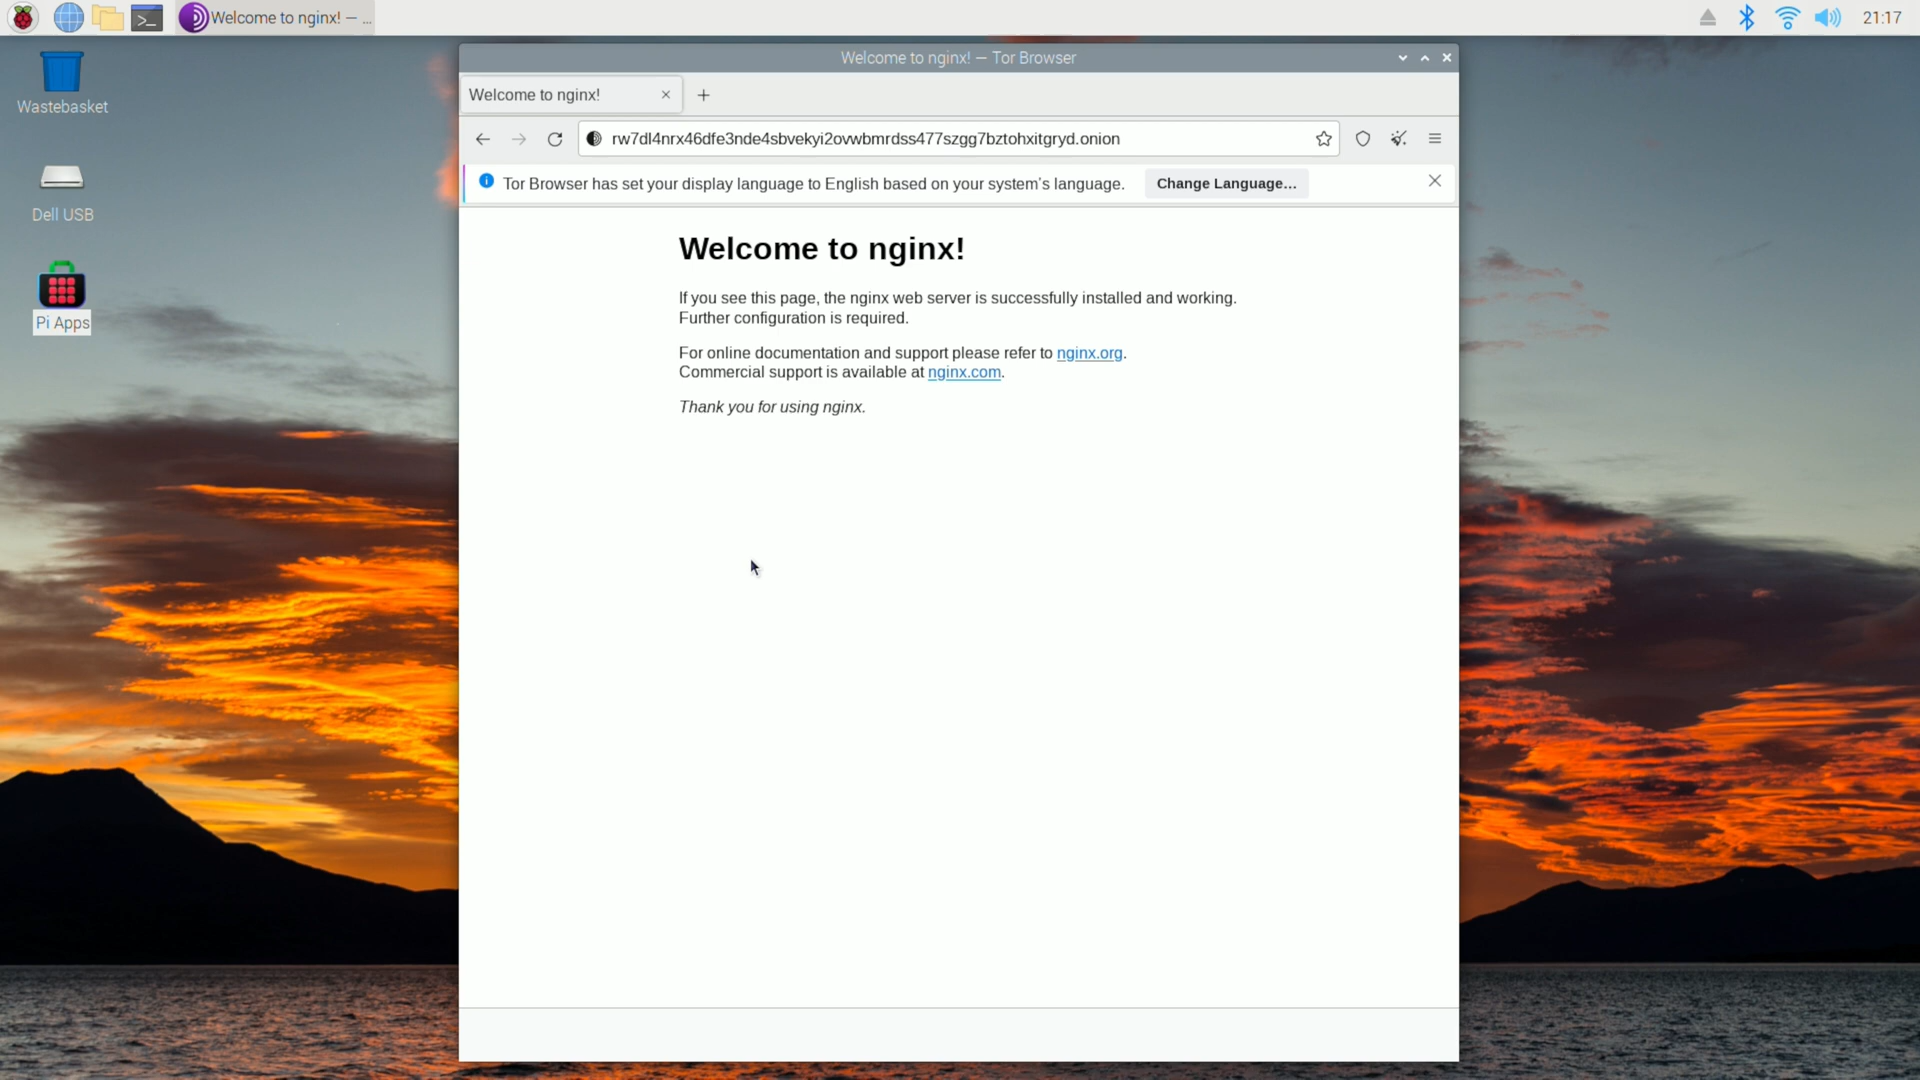 Welcome to nginx! — ...
21:17
Wastebasket
Dell USB
Pi Apps
Welcome to nginx! — Tor Browser
Welcome to nginx!
rw7dl4nrx46dfe3nde4sbvekyi2ovwbmrdss477szgg7bztohxitgryd.onion
Tor Browser has set your display language to English based on your system's language.
Change Language...
Welcome to nginx!
If you see this page, the nginx web server is successfully installed and working.
Further configuration is required.
For online documentation and support please refer to nginx.org.
Commercial support is available at nginx.com.
Thank you for using nginx.